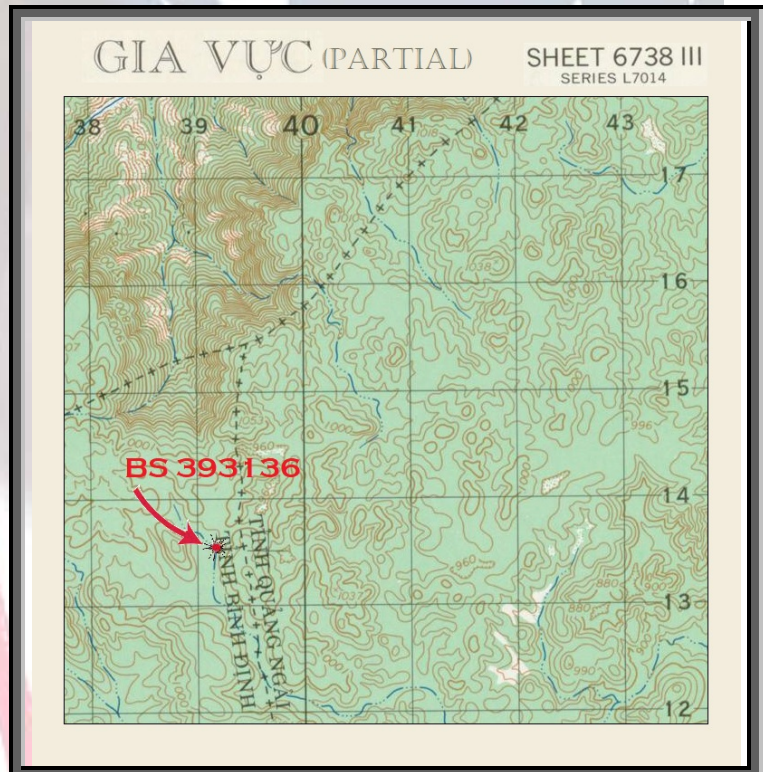 GIA VỰC (PARTIAL)
SHEET 6738 III
SERIES L7014
38 39 40 41 42 43
17
16
1038
15
996
1000
960
BS 393136
14
TỈNH QUẢNG NGÃI
TỈNH BÌNH ĐỊNH
960
1037
880
13
880
990
12